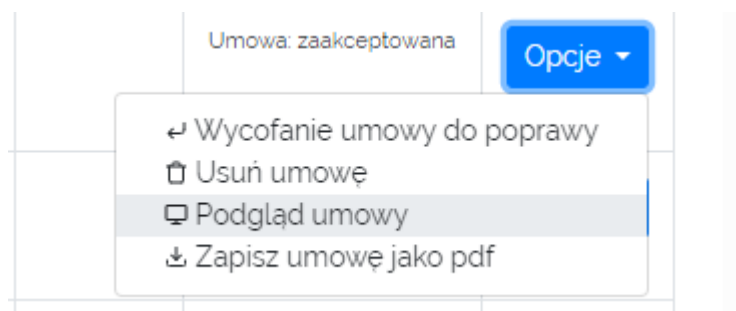 Umowa: zaakceptowana
Opcje
Wycofanie umowy do poprawy
Usuń umowę
Podgląd umowy
Zapisz umowę jako pdf